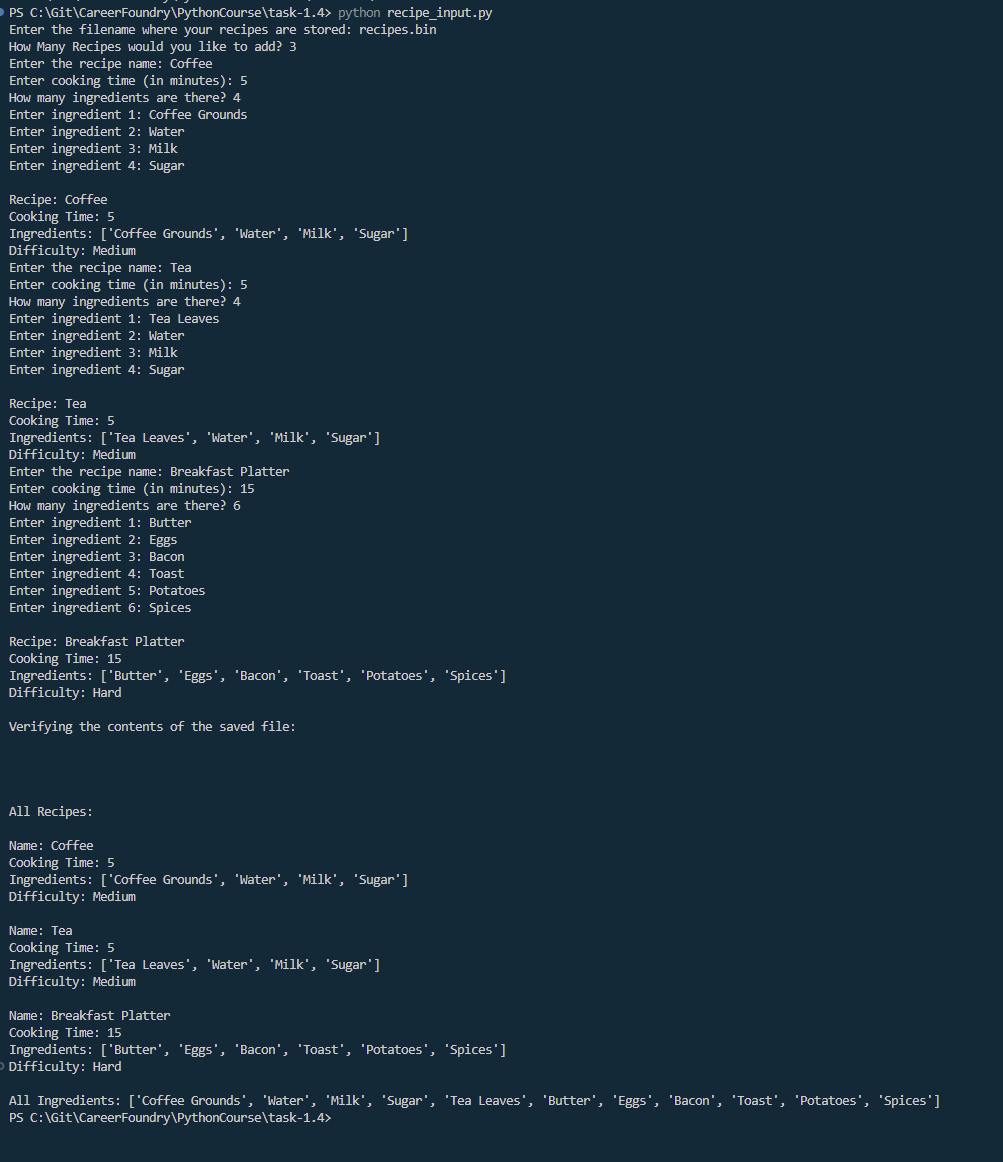 PS C:\Git\CareerFoundry\PythonCourse\task-1.4> python recipe_input.py
Enter the filename where your recipes are stored: recipes.bin
How Many Recipes would you like to add? 3
Enter the recipe name: Coffee
Enter cooking time (in minutes): 5
How many ingredients are there? 4
Enter ingredient 1: Coffee Grounds
Enter ingredient 2: Water
Enter ingredient 3: Milk
Enter ingredient 4: Sugar
Recipe: Coffee
Cooking Time: 5
Ingredients: ['Coffee Grounds', 'Water', 'Milk', 'Sugar']
Difficulty: Medium
Enter the recipe name: Tea
Enter cooking time (in minutes): 5
How many ingredients are there? 4
Enter ingredient 1: Tea Leaves
Enter ingredient 2: Water
Enter ingredient 3: Milk
Enter ingredient 4: Sugar
Recipe: Tea
Cooking Time: 5
Ingredients: ['Tea Leaves', 'Water', 'Milk', 'Sugar']
Difficulty: Medium
Enter the recipe name: Breakfast Platter
Enter cooking time (in minutes): 15
How many ingredients are there? 6
Enter ingredient 1: Butter
Enter ingredient 2: Eggs
Enter ingredient 3: Bacon
Enter ingredient 4: Toast
Enter ingredient 5: Potatoes
Enter ingredient 6: Spices
Recipe: Breakfast Platter
Cooking Time: 15
Ingredients: ['Butter', 'Eggs', 'Bacon', 'Toast', 'Potatoes', 'Spices']
Difficulty: Hard
Verifying the contents of the saved file:
All Recipes:
Name: Coffee
Cooking Time: 5
Ingredients: ['Coffee Grounds', 'Water', 'Milk', 'Sugar']
Difficulty: Medium
Name: Tea
Cooking Time: 5
Ingredients: ['Tea Leaves', 'Water', 'Milk', 'Sugar']
Difficulty: Medium
Name: Breakfast Platter
Cooking Time: 15
Ingredients: ['Butter', 'Eggs', 'Bacon', 'Toast', 'Potatoes', 'Spices']
Difficulty: Hard
All Ingredients: ['Coffee Grounds', 'Water', 'Milk', 'Sugar', 'Tea Leaves', 'Butter', 'Eggs', 'Bacon', 'Toast', 'Potatoes', 'Spices']
PS C:\Git\CareerFoundry\PythonCourse\task-1.4>